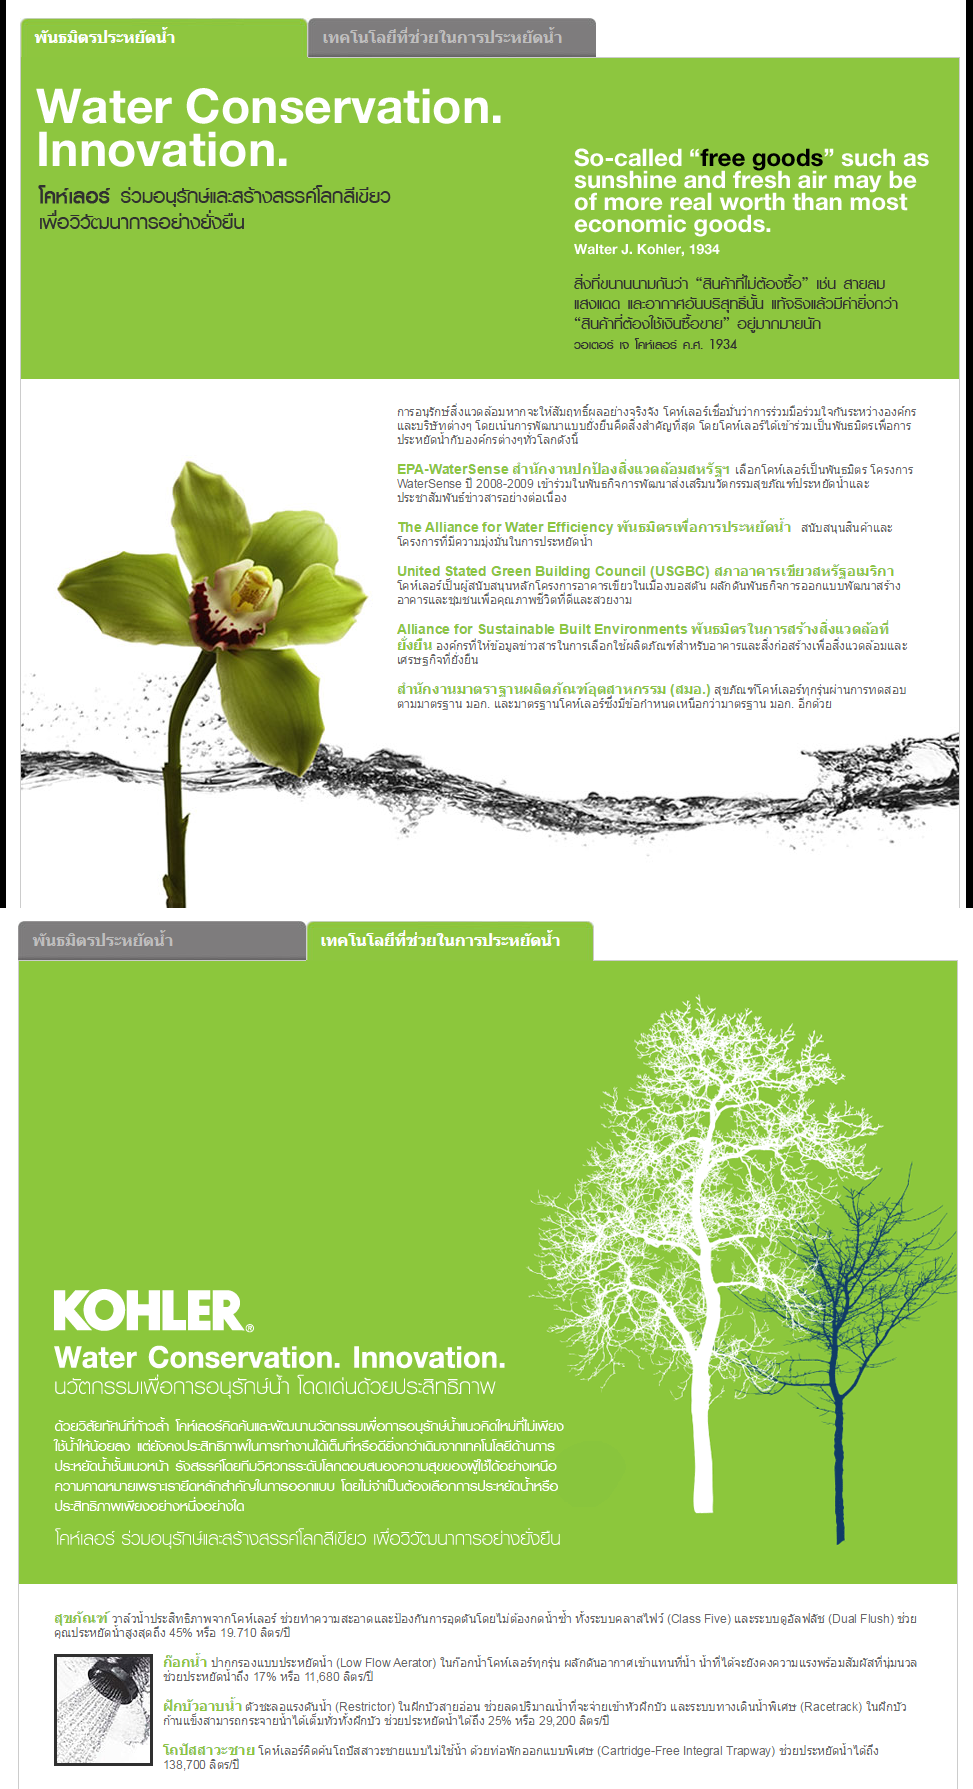 พันธมิตรประหยัดน้ำ
เทคโนโลยีที่ช่วยในการประหยัดน้ำ
Water Conservation.
Innovation.
โคห์เลอร์ ร่วมอนุรักษ์และสร้างสรรค์โลกสีเขียว
เพื่อวิวัฒนาการอย่างยั่งยืน
So-called “free goods” such as
sunshine and fresh air may be
of more real worth than most
economic goods.
Walter J. Kohler, 1934
สิ่งที่ขนานนามกันว่า “สินค้าที่ไม่ต้องซื้อ” เช่น สายลม
แสงแดด และอากาศอันบริสุทธิ์นั้น แท้จริงแล้วมีค่ายิ่งกว่า
“สินค้าที่ต้องใช้เงินซื้อขาย” อยู่มากมายนัก
วอเตอร์ เจ โคห์เลอร์ ค.ศ. 1934
การอนุรักษ์สิ่งแวดล้อมหากจะให้สัมฤทธิ์ผลอย่างจริงจัง โคห์เลอร์เชื่อมั่นว่าการร่วมมือร่วมใจกันระหว่างองค์กร
และบริษัทต่างๆ โดยเน้นการพัฒนาแบบยั่งยืนคือสิ่งสำคัญที่สุด โดยโคห์เลอร์ได้เข้าร่วมเป็นพันธมิตรเพื่อการ
ประหยัดน้ำกับองค์กรต่างๆทั่วโลกดังนี้
EPA-WaterSense สำนักงานปกป้องสิ่งแวดล้อมสหรัฐฯ เลือกโคห์เลอร์เป็นพันธมิตร โครงการ
WaterSense ปี 2008-2009 เข้าร่วมในพันธกิจการพัฒนาส่งเสริมนวัตกรรมสุขภัณฑ์ประหยัดน้ำและ
ประชาสัมพันธ์ข่าวสารอย่างต่อเนื่อง
The Alliance for Water Efficiency พันธมิตรเพื่อการประหยัดน้ำ สนับสนุนสินค้าและ
โครงการที่มีความมุ่งมั่นในการประหยัดน้ำ
United Stated Green Building Council (USGBC) สภาอาคารเขียวสหรัฐอเมริกา
โคห์เลอร์เป็นผู้สนับสนุนหลักโครงการอาคารเขียวในเมืองบอสตัน ผลักดันพันธกิจการออกแบบพัฒนาสร้าง
อาคารและชุมชนเพื่อคุณภาพชีวิตที่ดีและสวยงาม
Alliance for Sustainable Built Environments พันธมิตรในการสร้างสิ่งแวดล้อที่
ยั่งยืน องค์กรที่ให้ข้อมูลข่าวสารในการเลือกใช้ผลิตภัณฑ์สำหรับอาคารและสิ่งก่อสร้างเพื่อสิ่งแวดล้อมและ
เศรษฐกิจที่ยั่งยืน
สำนักงานมาตราฐานผลิตภัณฑ์อุตสาหกรรม (สมอ.) สุขภัณฑ์โคห์เลอร์ทุกรุ่นผ่านการทดสอบ
ตามมาตรฐาน มอก. และมาตรฐานโคห์เลอร์ซึ่งมีข้อกำหนดเหนือกว่ามาตรฐาน มอก. อีกด้วย
พันธมิตรประหยัดน้ำ
เทคโนโลยีที่ช่วยในการประหยัดน้ำ
KOHLER®
Water Conservation. Innovation.
นวัตกรรมเพื่อการอนุรักษ์น้ำ โดดเด่นด้วยประสิทธิภาพ
ด้วยวิสัยทัศน์ที่ก้าวล้ำ โคห์เลอร์คิดค้นและพัฒนานวัตกรรมเพื่อการอนุรักษ์น้ำแนวคิดใหม่ที่ไม่เพียง
ใช้น้ำให้น้อยลง แต่ยังคงประสิทธิภาพในการทำงานได้เต็มที่หรือดียิ่งกว่าเดิมจากเทคโนโลยีด้านการ
ประหยัดน้ำชั้นแนวหน้า รังสรรค์โดยทีมวิศวกรระดับโลกตอบสนองความสุขของผู้ใช้ได้อย่างเหนือ
ความคาดหมายเพราะเรายึดหลักสำคัญในการออกแบบ โดยไม่จำเป็นต้องเลือกการประหยัดน้ำหรือ
ประสิทธิภาพเพียงอย่างหนึ่งอย่างใด
โคห์เลอร์ ร่วมอนุรักษ์และสร้างสรรค์โลกสีเขียว เพื่อวิวัฒนาการอย่างยั่งยืน
สุขภัณฑ์ วาล์วน้ำประสิทธิภาพจากโคห์เลอร์ ช่วยทำความสะอาดและป้องกันการอุดตันโดยไม่ต้องกดน้ำซ้ำ ทั้งระบบคลาสไฟว์ (Class Five) และระบบดูอัลฟลัช (Dual Flush) ช่วย
คุณประหยัดน้ำสูงสุดถึง 45% หรือ 19.710 ลิตร/ปี
ก๊อกน้ำ ปากกรองแบบประหยัดน้ำ (Low Flow Aerator) ในก๊อกน้ำโคห์เลอร์ทุกรุ่น ผลักดันอากาศเข้าแทนที่น้ำ น้ำที่ได้จะยังคงความแรงพร้อมสัมผัสที่นุ่มนวล
ช่วยประหยัดน้ำถึง 17% หรือ 11,680 ลิตร/ปี
ฝักบัวอาบน้ำ ตัวชะลอแรงดันน้ำ (Restrictor) ในฝักบัวสายอ่อน ช่วยลดปริมาณน้ำที่จะจ่ายเข้าหัวฝักบัว และระบบทางเดินน้ำพิเศษ (Racetrack) ในฝักบัว
ก้านแข็งสามารถกระจายน้ำได้เต็มทั่วทั้งฝักบัว ช่วยประหยัดน้ำได้ถึง 25% หรือ 29,200 ลิตร/ปี
โถปัสสาวะชาย โคห์เลอร์คิดค้นโถปัสสาวะชายแบบไม่ใช้น้ำ ด้วยท่อพักออกแบบพิเศษ (Cartridge-Free Integral Trapway) ช่วยประหยัดน้ำได้ถึง
138,700 ลิตร/ปี